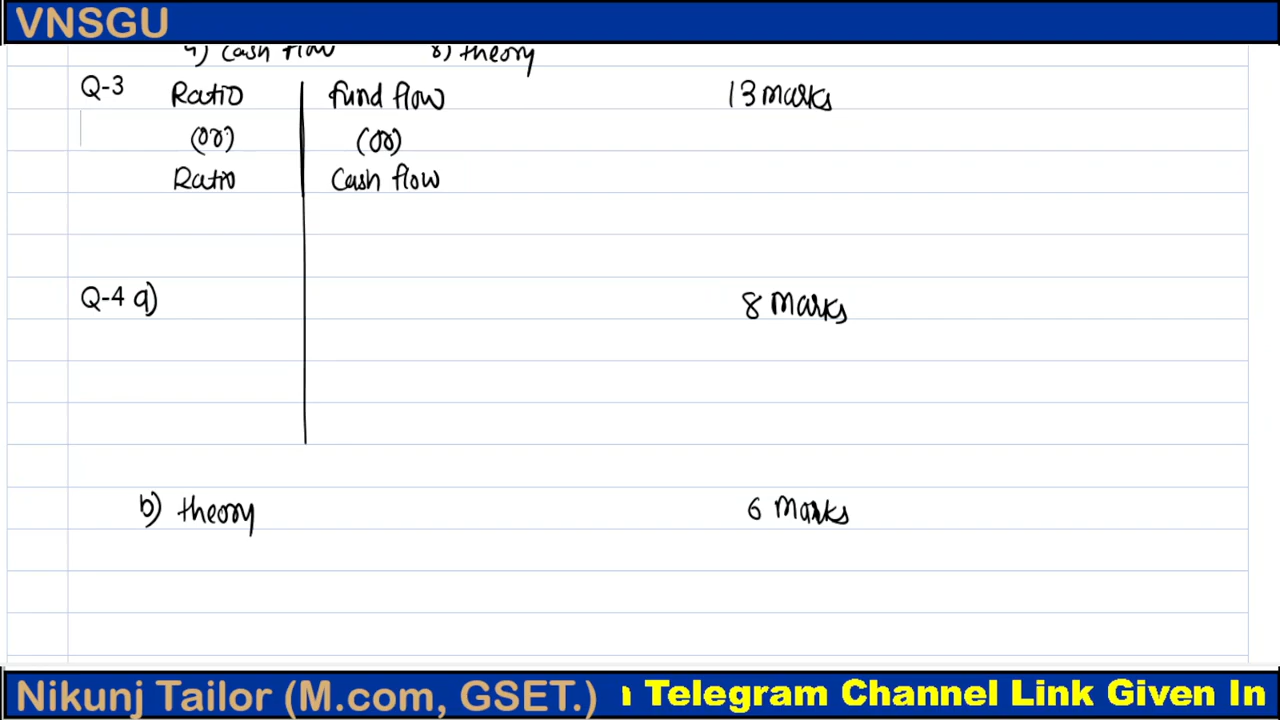 VNSGU
4) Cash flow 8) theory
Q-3 Ratio fund flow 13 marks
(or) (or)
Ratio Cash flow
Q-4 a) 8 Marks
b) theory 6 Marks
Nikunj Tailor (M.com, GSET.) Telegram Channel Link Given In